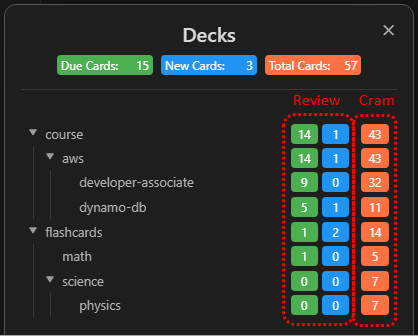 Decks
Due Cards: 15 New Cards: 3 Total Cards: 57
Review Cram
course 14 1 43
aws 14 1 43
developer-associate 9 0 32
dynamo-db 5 1 11
flashcards 1 2 14
math 1 0 5
science 0 0 7
physics 0 0 7